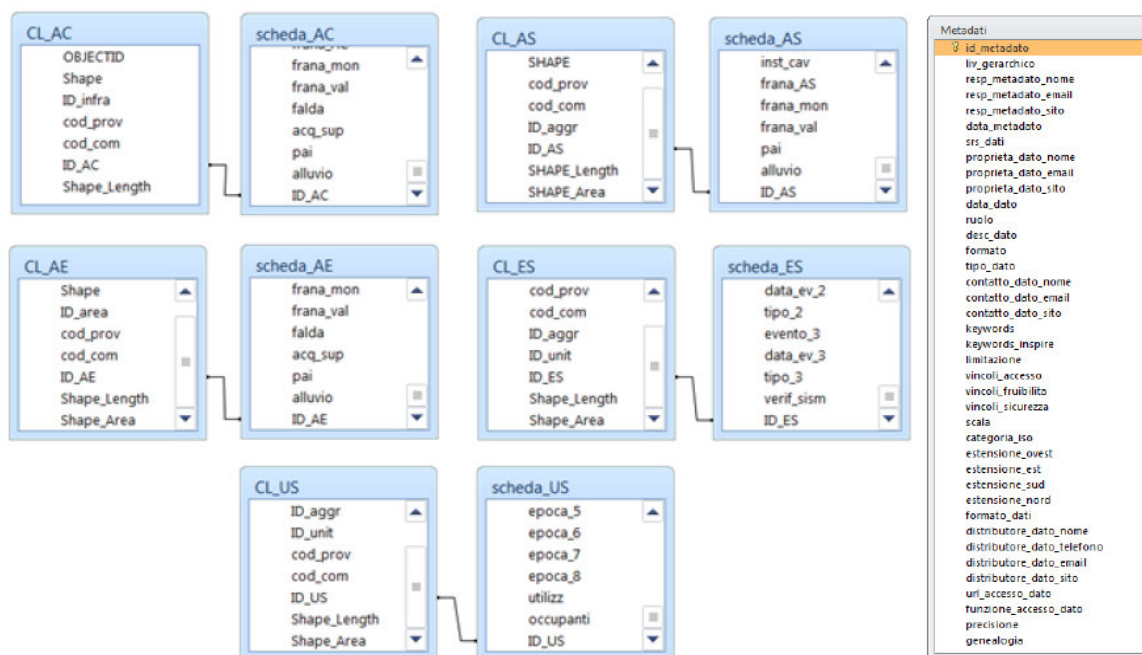 CL_AC
OBJECTID
Shape
ID_infra
cod_prov
cod_com
ID_AC
Shape_Length
scheda_AC
frana_mon
frana_val
falda
acq_sup
pai
alluvio
ID_AC
CL_AS
SHAPE
cod_prov
cod_com
ID_aggr
ID_AS
SHAPE_Length
SHAPE_Area
scheda_AS
inst_cav
frana_AS
frana_mon
frana_val
pai
alluvio
ID_AS
CL_AE
Shape
ID_area
cod_prov
cod_com
ID_AE
Shape_Length
Shape_Area
scheda_AE
frana_mon
frana_val
falda
acq_sup
pai
alluvio
ID_AE
CL_ES
cod_prov
cod_com
ID_aggr
ID_unit
ID_ES
Shape_Length
Shape_Area
scheda_ES
data_ev_2
tipo_2
evento_3
data_ev_3
tipo_3
verif_sism
ID_ES
CL_US
ID_aggr
ID_unit
cod_prov
cod_com
ID_US
Shape_Length
Shape_Area
scheda_US
epoca_5
epoca_6
epoca_7
epoca_8
utilizz
occupanti
ID_US
Metadati
id_metadato
liv_gerarchico
resp_metadato_nome
resp_metadato_email
resp_metadato_sito
data_metadato
srs_dati
proprieta_dato_nome
proprieta_dato_email
proprieta_dato_sito
data_dato
ruolo
desc_dato
formato
tipo_dato
contatto_dato_nome
contatto_dato_email
contatto_dato_sito
keywords
keywords_inspire
limitazione
vincoli_accesso
vincoli_fruibilita
vincoli_sicurezza
scala
categoria_iso
estensione_ovest
estensione_est
estensione_sud
estensione_nord
formato_dati
distributore_dato_nome
distributore_dato_telefono
distributore_dato_email
distributore_dato_sito
url_accesso_dato
funzione_accesso_dato
precisione
genealogia